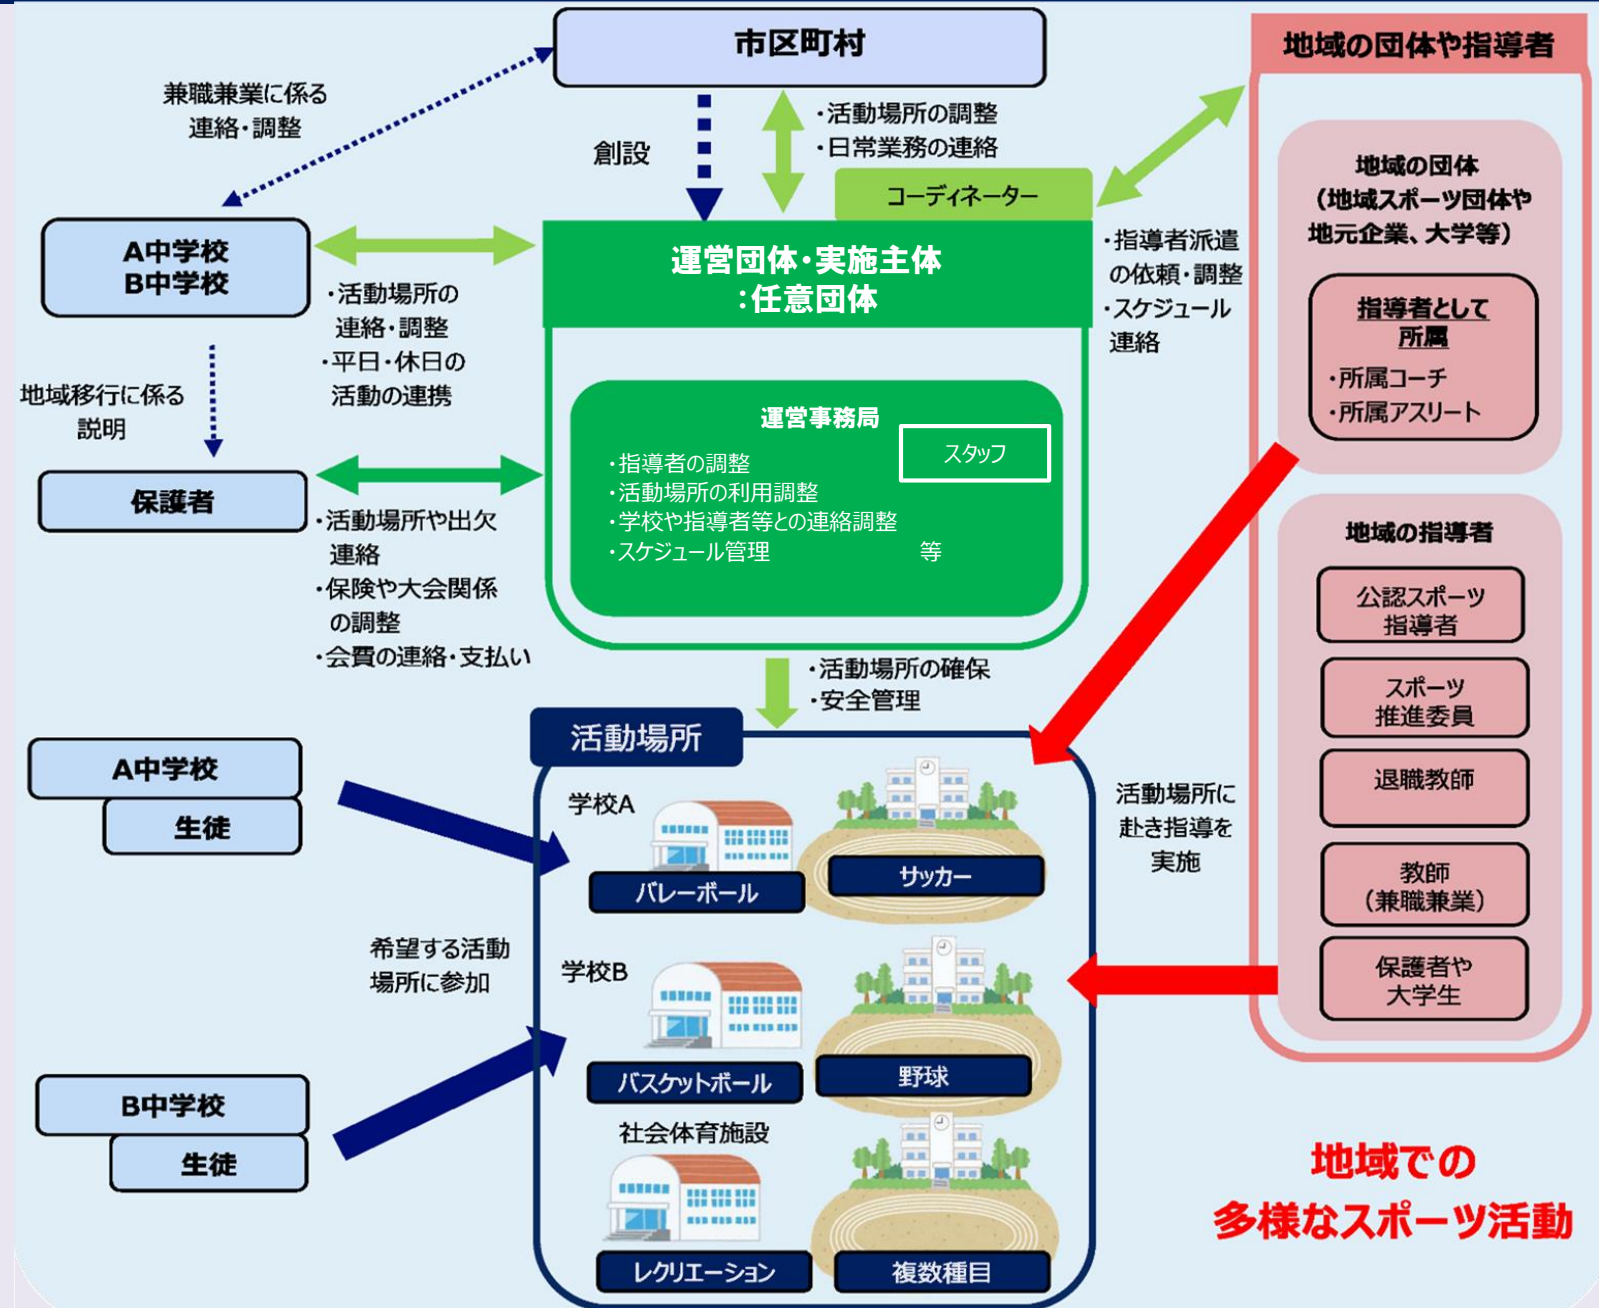 市区町村
地域の団体や指導者
兼職兼業に係る
連絡・調整
創設
・活動場所の調整
・日常業務の連絡
コーディネーター
A中学校
B中学校
運営団体・実施主体
:任意団体
・活動場所の
連絡・調整
・平日・休日の
活動の連携
・指導者派遣
の依頼・調整
・スケジュール
連絡
地域の団体
(地域スポーツ団体や
地元企業、大学等)
指導者として
所属
・所属コーチ
・所属アスリート
地域移行に係る
説明
運営事務局
スタッフ
・指導者の調整
・活動場所の利用調整
・学校や指導者等との連絡調整
・スケジュール管理 等
保護者
・活動場所や出欠
連絡
・保険や大会関係
の調整
・会費の連絡・支払い
地域の指導者
公認スポーツ
指導者
スポーツ
推進委員
退職教師
教師
(兼職兼業)
保護者や
大学生
・活動場所の確保
・安全管理
活動場所
A中学校
生徒
学校A
バレーボール
サッカー
活動場所に
赴き指導を
実施
希望する活動
場所に参加
学校B
バスケットボール
野球
B中学校
生徒
社会体育施設
レクリエーション
複数種目
地域での
多様なスポーツ活動